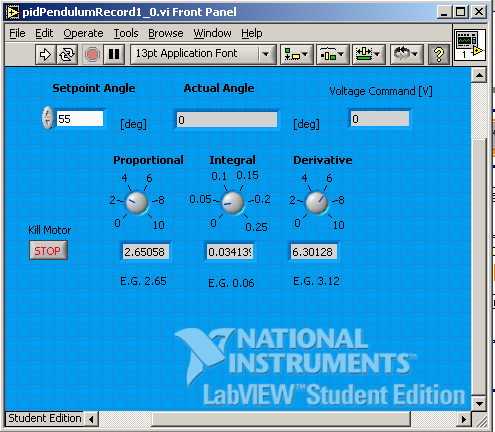 pidPendulumRecord1_0.vi Front Panel
File Edit Operate Tools Browse Window Help
13pt Application Font
1
Setpoint Angle Actual Angle Voltage Command [V]
55 [deg] 0 [deg] 0
Proportional Integral Derivative
4 6 0.1 0.15 4 6
2 8 0.05 0.2 2 8
0 10 0 0.25 0 10
Kill Motor
STOP 2.65058 0.034139 6.30128
E.G. 2.65 E.G. 0.06 E.G. 3.12
NATIONAL
INSTRUMENTS™
LabVIEW™ Student Edition
Student Edition